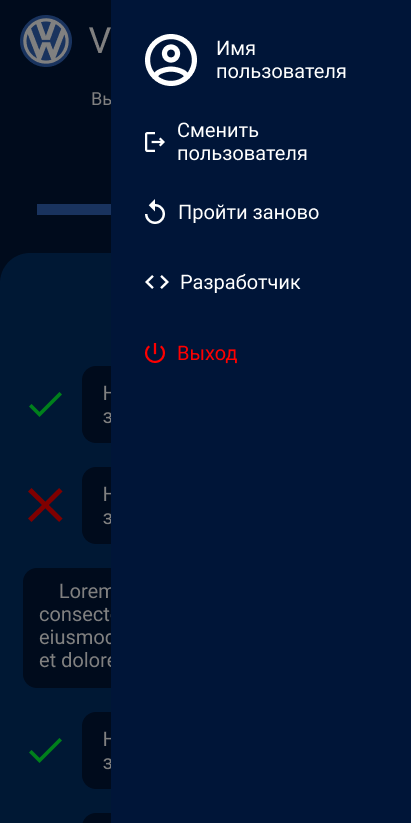 Имя
пользователя
V
Вы
Сменить
пользователя
Пройти заново
Разработчик
Выход
Н
з
Н
з
Lorem
consect
eiusmod
et dolore
Н
з